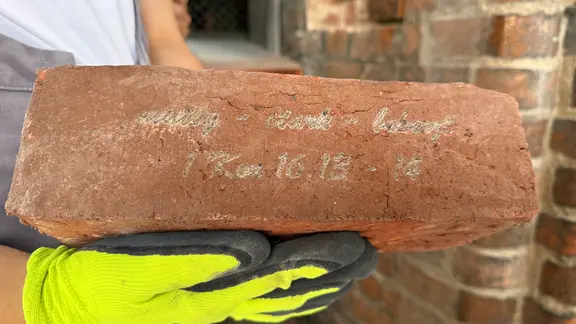 mutig - stark -
1 Kor 16.13 - 14